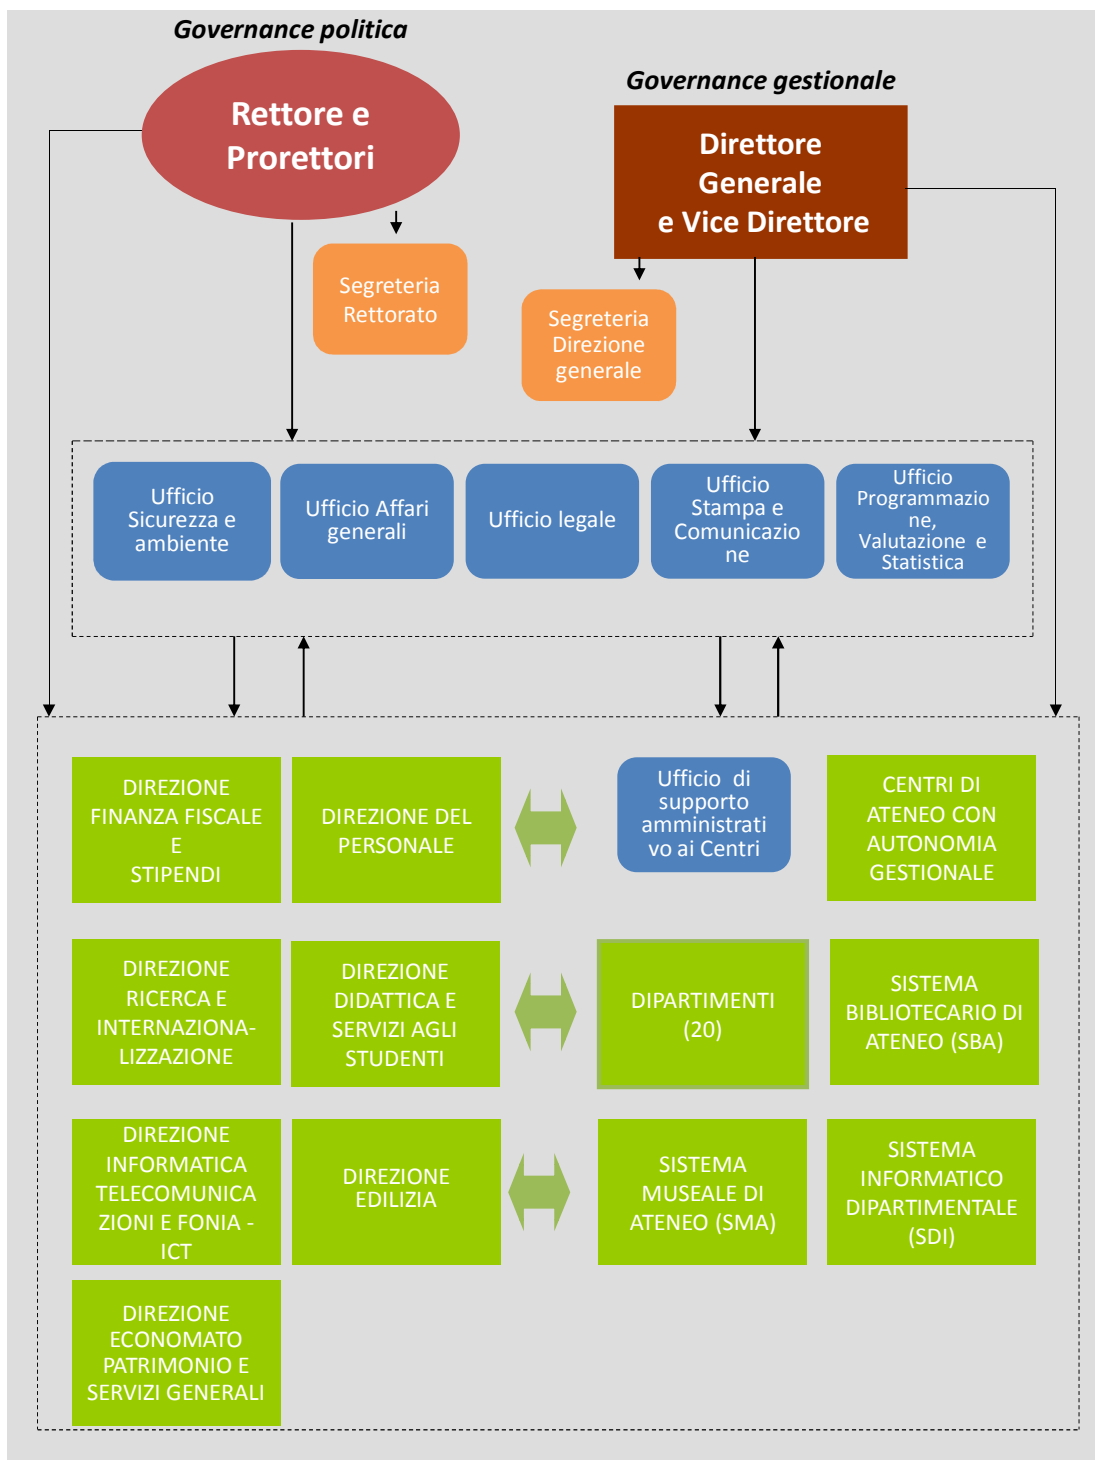 Governance politica
Rettore e
Prorettori
Governance gestionale
Direttore
Generale
e Vice Direttore
Segreteria
Rettorato
Segreteria
Direzione
generale
Ufficio
Sicurezza e
ambiente
Ufficio Affari
generali
Ufficio legale
Ufficio
Stampa e
Comunicazio
ne
Ufficio
Programmazio
ne,
Valutazione e
Statistica
DIREZIONE
FINANZA FISCALE
E
STIPENDI
DIREZIONE DEL
PERSONALE
Ufficio di
supporto
amministrati
vo ai Centri
CENTRI DI
ATENEO CON
AUTONOMIA
GESTIONALE
DIREZIONE
RICERCA E
INTERNAZIONA-
LIZZAZIONE
DIREZIONE
DIDATTICA E
SERVIZI AGLI
STUDENTI
DIPARTIMENTI
(20)
SISTEMA
BIBLIOTECARIO DI
ATENEO (SBA)
DIREZIONE
INFORMATICA
TELECOMUNICA
ZIONI E FONIA -
ICT
DIREZIONE
EDILIZIA
SISTEMA
MUSEALE DI
ATENEO (SMA)
SISTEMA
INFORMATICO
DIPARTIMENTALE
(SDI)
DIREZIONE
ECONOMATO
PATRIMONIO E
SERVIZI GENERALI